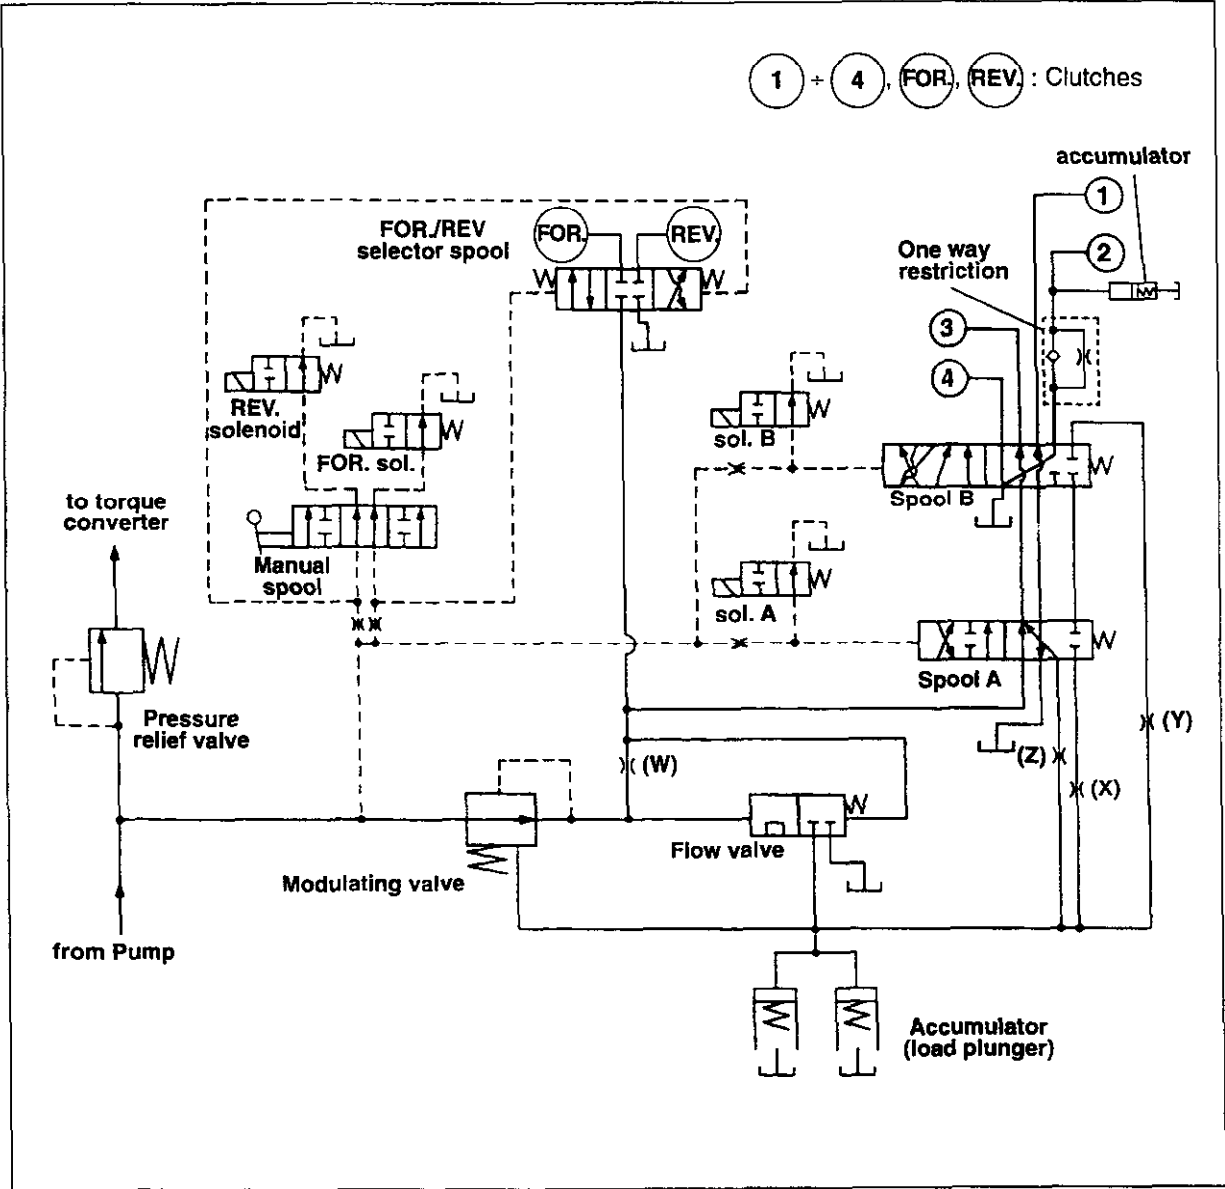 1 ÷ 4, FOR., REV. : Clutches
accumulator
1
FOR./REV
selector spool
FOR.
REV.
One way
restriction
2
3
4
REV.
solenoid
FOR. sol.
sol. B
Spool B
to torque
converter
Manual
spool
sol. A
Spool A
Pressure
relief valve
(Y)
(Z)
(W)
(X)
Flow valve
Modulating valve
from Pump
Accumulator
(load plunger)